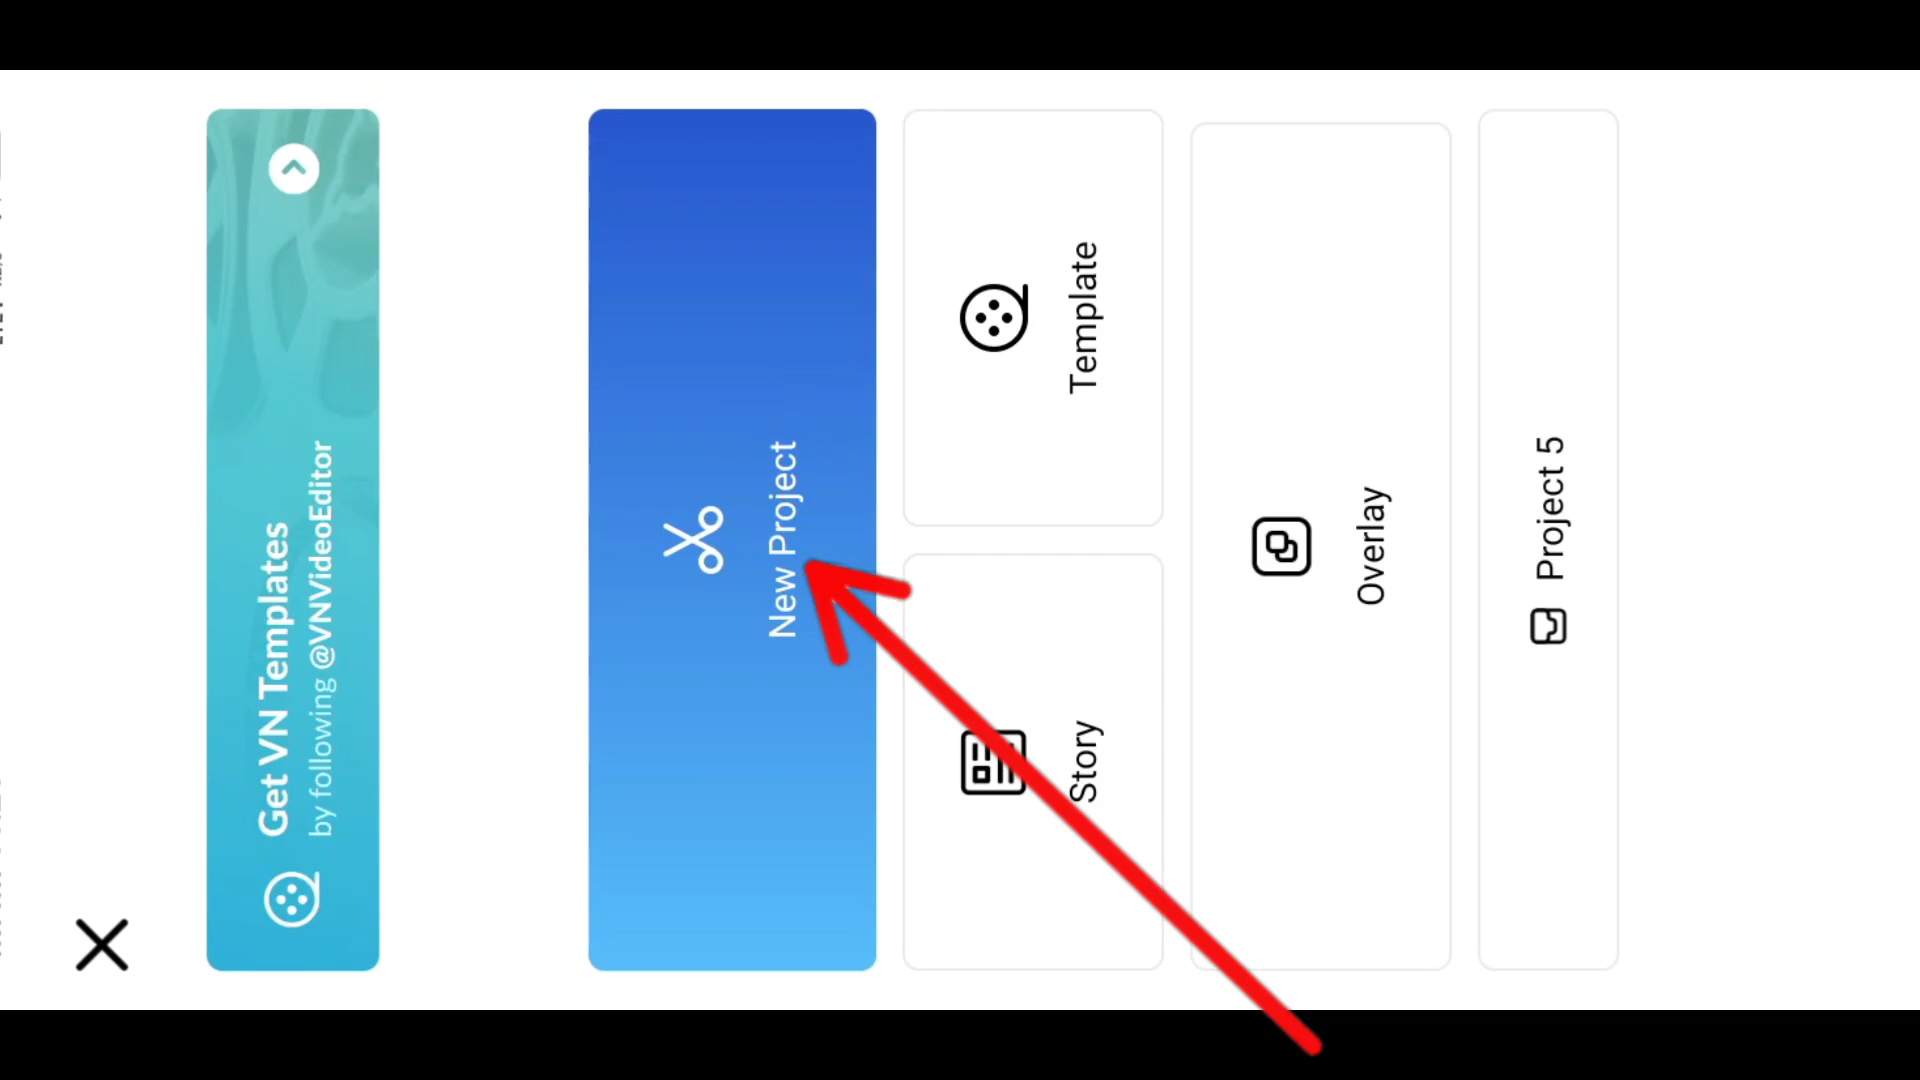 Get VN Templates
by following @VNVideoEditor
New Project
Story
Template
Overlay
Project 5